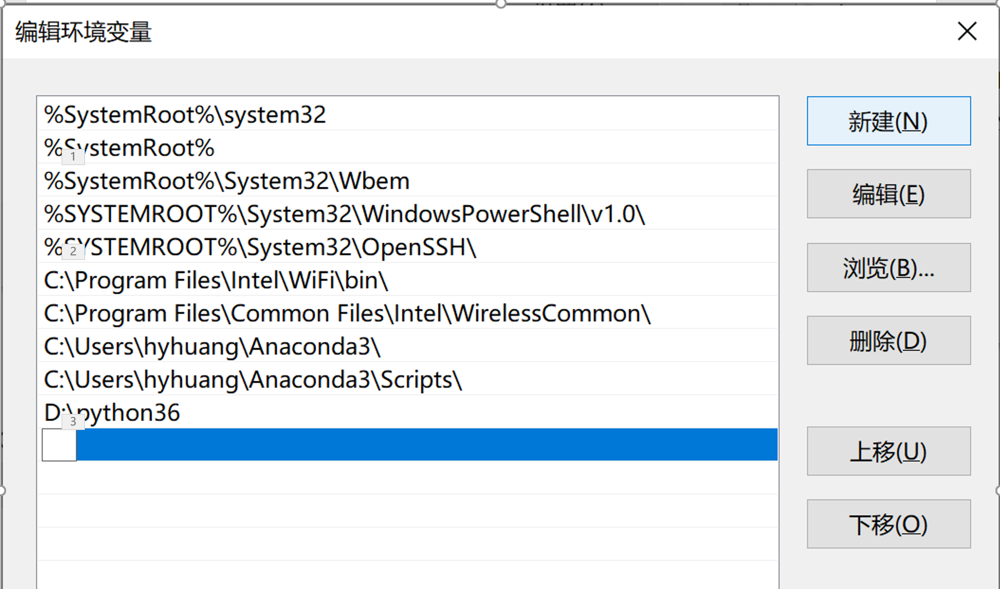 编辑环境变量
%SystemRoot%\system32
%SystemRoot%
1
%SystemRoot%\System32\Wbem
%SYSTEMROOT%\System32\WindowsPowerShell\v1.0\
%SYSTEMROOT%\System32\OpenSSH\
2
C:\Program Files\Intel\WiFi\bin\
C:\Program Files\Common Files\Intel\WirelessCommon\
C:\Users\hyhuang\Anaconda3\
C:\Users\hyhuang\Anaconda3\Scripts\
D:\python36
3
新建(N)
编辑(E)
浏览(B)...
删除(D)
上移(U)
下移(O)